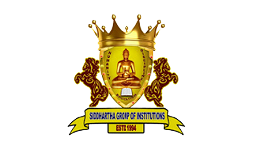 SIDDHARTHA GROUP OF INSTITUTIONS
ESTD 1994